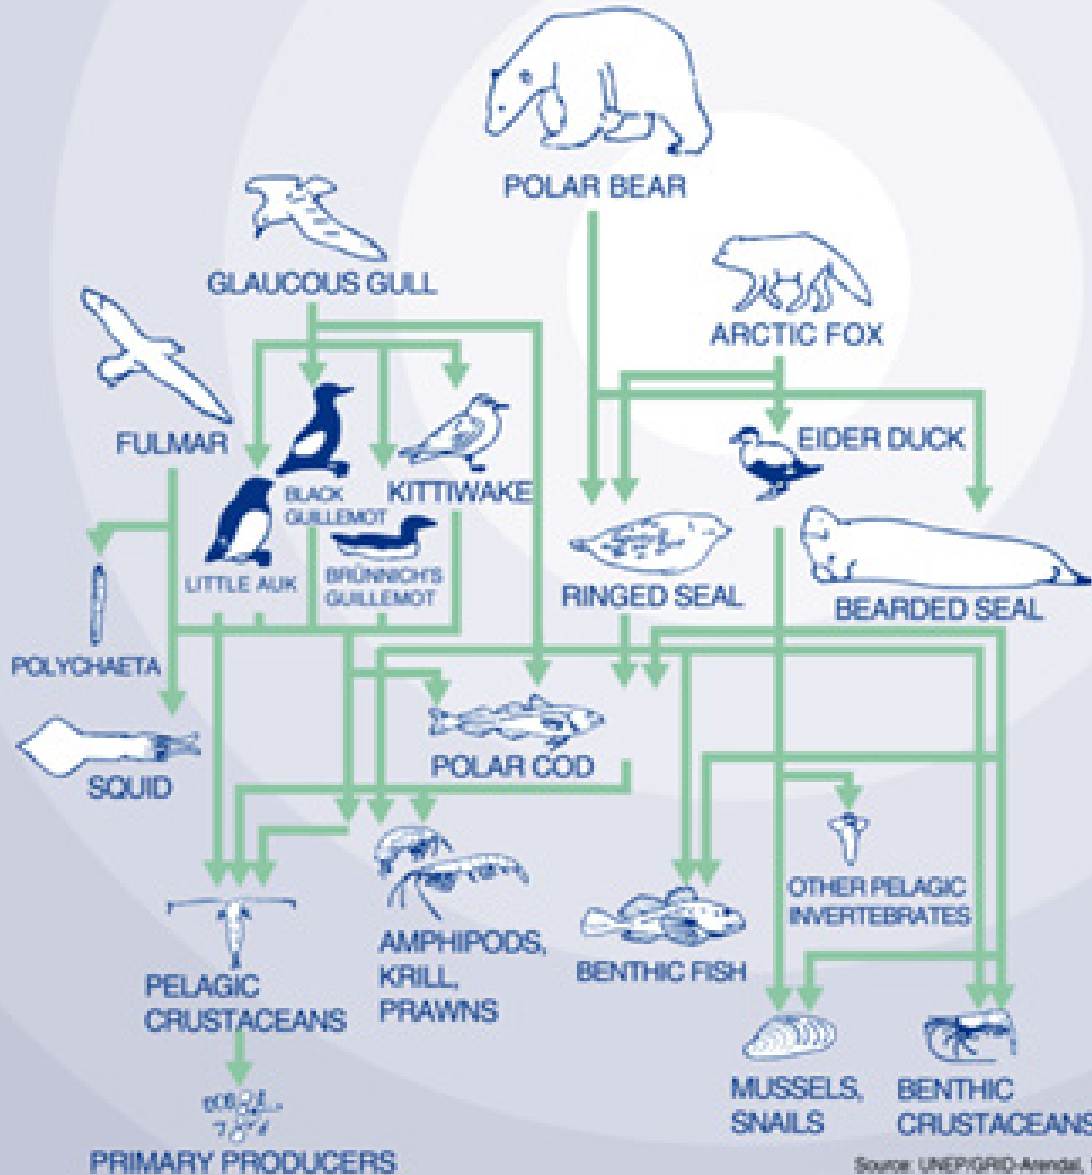 POLAR BEAR
GLAUCOUS GULL
ARCTIC FOX
FULMAR
EIDER DUCK
BLACK
GUILLEMOT
KITTIWAKE
LITTLE AUK
BRÜNNICH'S
GUILLEMOT
RINGED SEAL
BEARDED SEAL
POLYCHAETA
SQUID
POLAR COD
OTHER PELAGIC
INVERTEBRATES
AMPHIPODS,
KRILL,
PRAWNS
BENTHIC FISH
PELAGIC
CRUSTACEANS
MUSSELS,
SNAILS
BENTHIC
CRUSTACEANS
PRIMARY PRODUCERS
Source: UNEP/GRID-Arendal